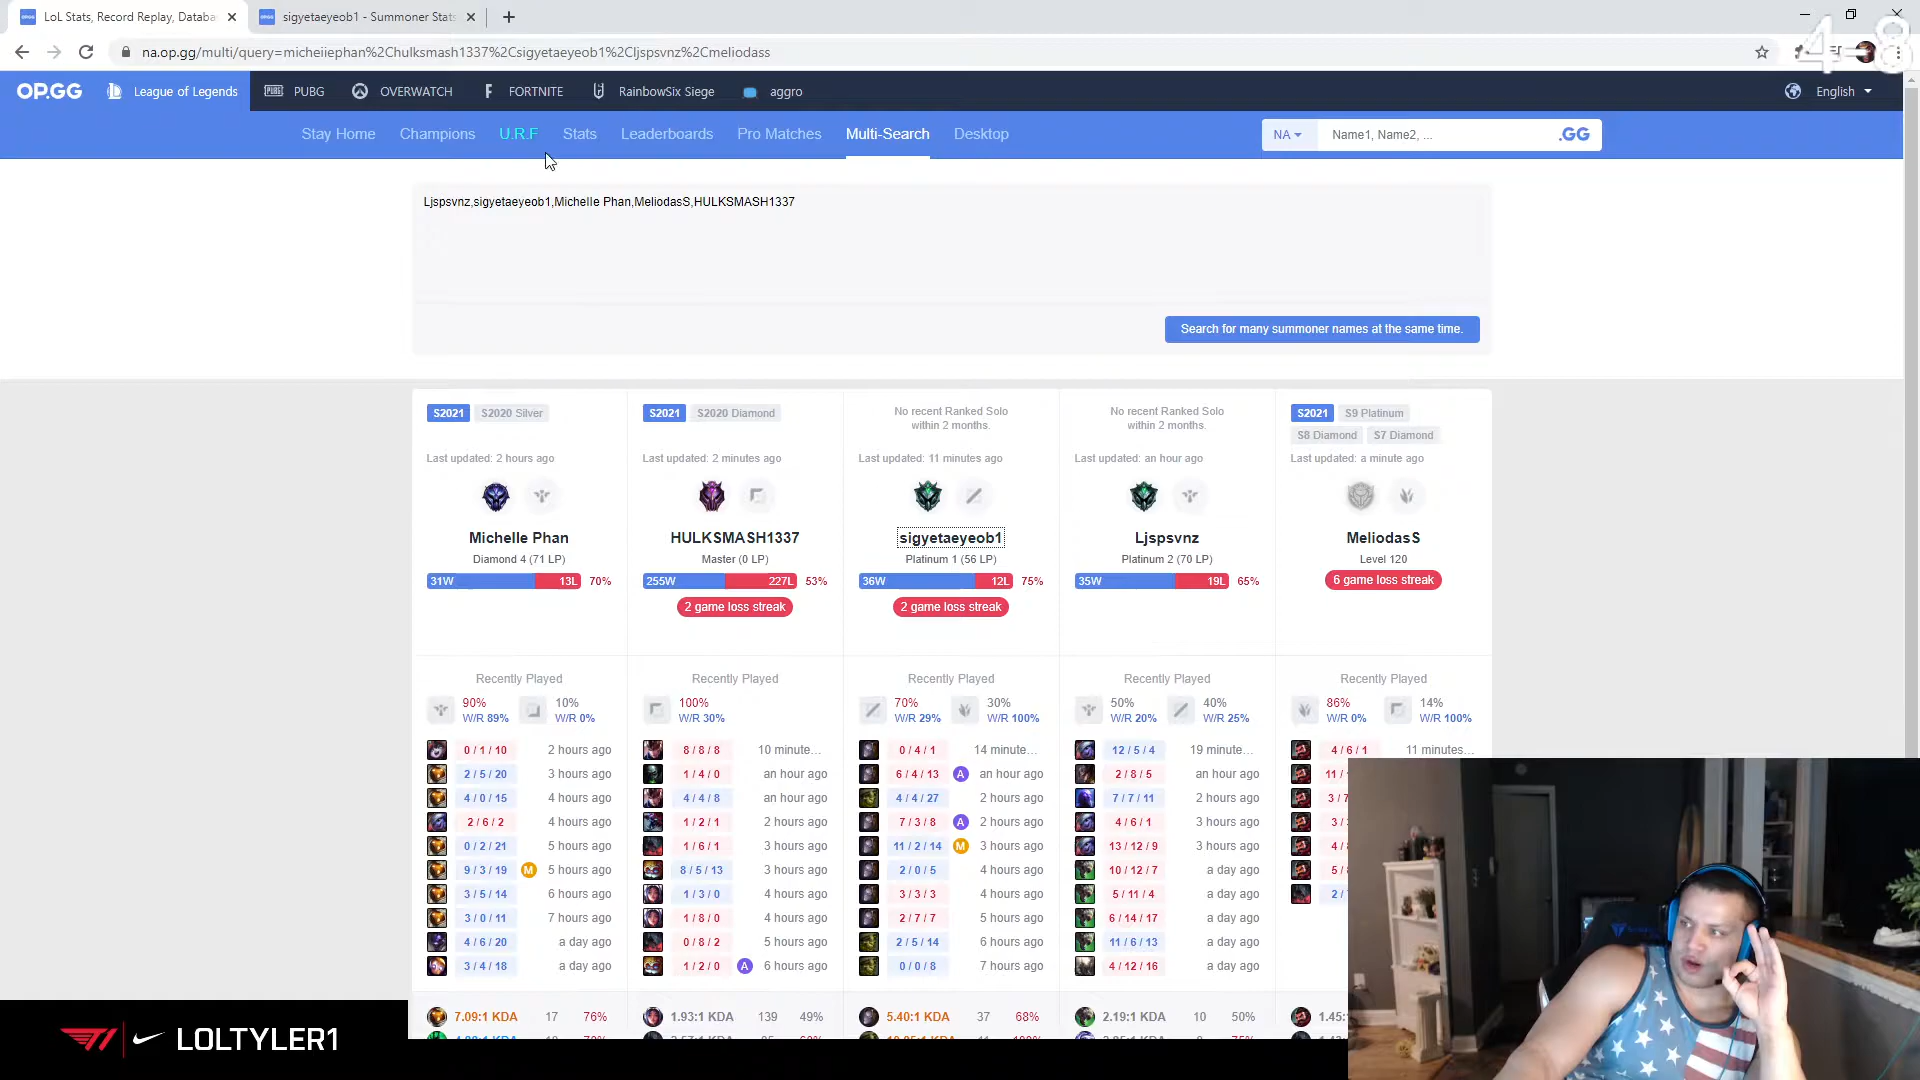 LoL Stats, Record Replay, Databa
sigyetaeyeob1 - Summoner Stats
4-8
na.op.gg/multi/query=micheiiephan%2Chulksmash1337%2Csigyetaeyeob1%2Cljspsvnz%2Cmeliodass
OP.GG League of Legends PUBG OVERWATCH FORTNITE RainbowSix Siege aggro English
Stay Home Champions U.R.F Stats Leaderboards Pro Matches Multi-Search Desktop NA Name1, Name2, ... .GG
Ljspsvnz,sigyetaeyeob1,Michelle Phan,MeliodasS,HULKSMASH1337
Search for many summoner names at the same time.
S2021 S2020 Silver
Last updated: 2 hours ago
Michelle Phan
Diamond 4 (71 LP)
31W 13L 70%
Recently Played
90% W/R 89% 10% W/R 0%
0 / 1 / 10 2 hours ago
2 / 5 / 20 3 hours ago
4 / 0 / 15 4 hours ago
2 / 6 / 2 4 hours ago
0 / 2 / 21 5 hours ago
9 / 3 / 19 M 5 hours ago
3 / 5 / 14 6 hours ago
3 / 0 / 11 7 hours ago
4 / 6 / 20 a day ago
3 / 4 / 18 a day ago
7.09:1 KDA 17 76%
S2021 S2020 Diamond
Last updated: 2 minutes ago
HULKSMASH1337
Master (0 LP)
255W 227L 53%
2 game loss streak
Recently Played
100% W/R 30%
8 / 8 / 8 10 minute...
1 / 4 / 0 an hour ago
4 / 4 / 8 an hour ago
1 / 2 / 1 2 hours ago
1 / 6 / 1 3 hours ago
8 / 5 / 13 3 hours ago
1 / 3 / 0 4 hours ago
1 / 8 / 0 4 hours ago
0 / 8 / 2 5 hours ago
1 / 2 / 0 A 6 hours ago
1.93:1 KDA 139 49%
No recent Ranked Solo
within 2 months.
Last updated: 11 minutes ago
sigyetaeyeob1
Platinum 1 (56 LP)
36W 12L 75%
2 game loss streak
Recently Played
70% W/R 29% 30% W/R 100%
0 / 4 / 1 14 minute...
6 / 4 / 13 A an hour ago
4 / 4 / 27 2 hours ago
7 / 3 / 8 A 2 hours ago
11 / 2 / 14 M 3 hours ago
2 / 0 / 5 4 hours ago
3 / 3 / 3 4 hours ago
2 / 7 / 7 5 hours ago
2 / 5 / 14 6 hours ago
0 / 0 / 8 7 hours ago
5.40:1 KDA 37 68%
No recent Ranked Solo
within 2 months.
Last updated: an hour ago
Ljspsvnz
Platinum 2 (70 LP)
35W 19L 65%
Recently Played
50% W/R 20% 40% W/R 25%
12 / 5 / 4 19 minute...
2 / 8 / 5 an hour ago
7 / 7 / 11 2 hours ago
4 / 6 / 1 3 hours ago
13 / 12 / 9 3 hours ago
10 / 12 / 7 a day ago
5 / 11 / 4 a day ago
6 / 14 / 17 a day ago
11 / 6 / 13 a day ago
4 / 12 / 16 a day ago
2.19:1 KDA 10 50%
S2021 S9 Platinum
S8 Diamond S7 Diamond
Last updated: a minute ago
MeliodasS
Level 120
6 game loss streak
Recently Played
86% W/R 0% 14% W/R 100%
4 / 6 / 1 11 minutes...
11 /
3 / 7
3 /
4 /
5 /
2 /
1.45:
LOLTYLER1